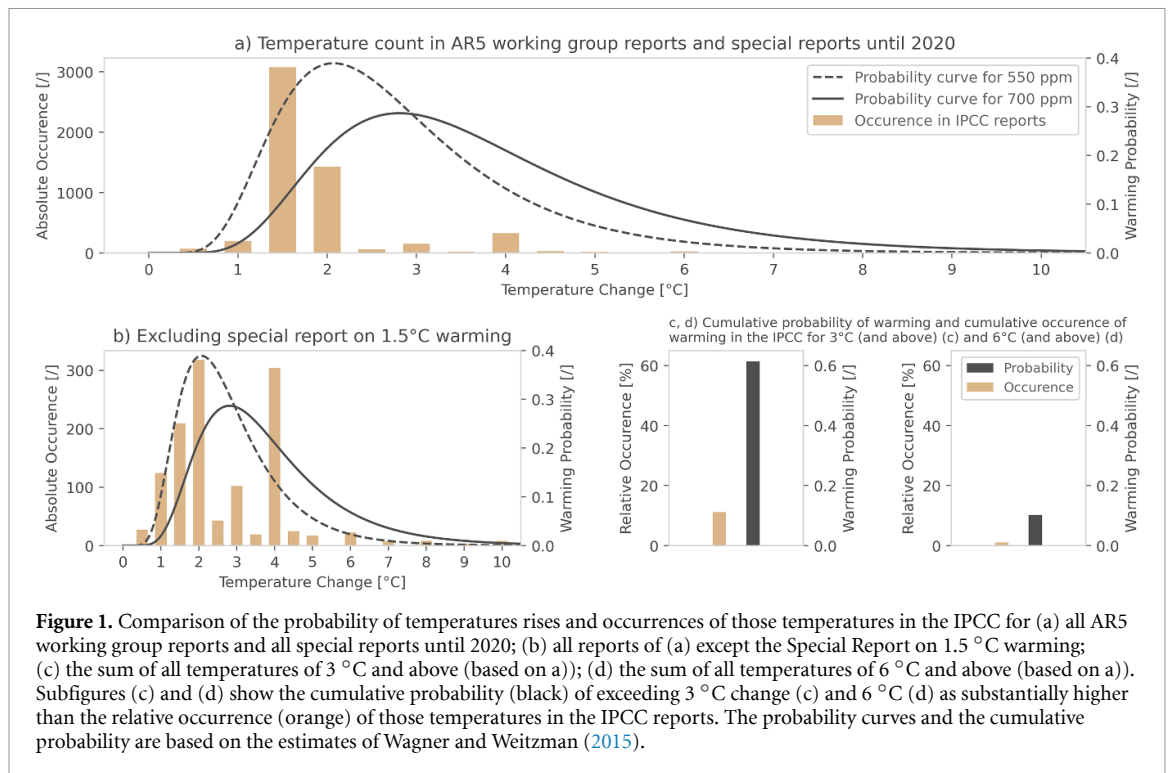 a) Temperature count in AR5 working group reports and special reports until 2020
Absolute Occurence [/]
3000
2000
1000
0
0 1 2 3 4 5 6 7 8 9 10
Temperature Change [°C]
0.4
0.3
0.2
0.1
0.0
Warming Probability [/]
Probability curve for 550 ppm
Probability curve for 700 ppm
Occurence in IPCC reports
b) Excluding special report on 1.5°C warming
Absolute Occurence [/]
300
200
100
0
0 1 2 3 4 5 6 7 8 9 10
Temperature Change [°C]
0.4
0.3
0.2
0.1
0.0
Warming Probability [/]
c, d) Cumulative probability of warming and cumulative occurence of
warming in the IPCC for 3°C (and above) (c) and 6°C (and above) (d)
Relative Occurence [%]
60
40
20
0
0.6
0.4
0.2
0.0
Warming Probability [/]
Relative Occurence [%]
60
40
20
0
Probability
Occurence
0.6
0.4
0.2
0.0
Warming Probability [/]
Figure 1. Comparison of the probability of temperatures rises and occurrences of those temperatures in the IPCC for (a) all AR5
working group reports and all special reports until 2020; (b) all reports of (a) except the Special Report on 1.5 °C warming;
(c) the sum of all temperatures of 3 °C and above (based on a)); (d) the sum of all temperatures of 6 °C and above (based on a)).
Subfigures (c) and (d) show the cumulative probability (black) of exceeding 3 °C change (c) and 6 °C (d) as substantially higher
than the relative occurrence (orange) of those temperatures in the IPCC reports. The probability curves and the cumulative
probability are based on the estimates of Wagner and Weitzman (2015).